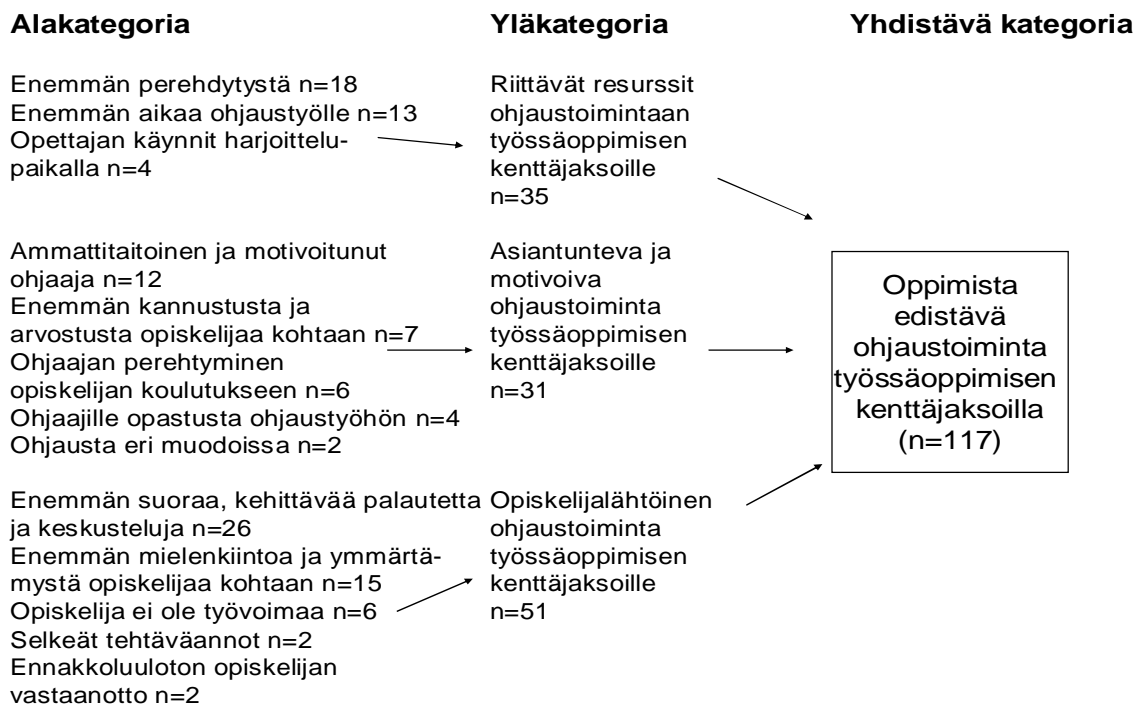 Alakategoria
Yläkategoria
Yhdistävä kategoria
Enemmän perehdytystä n=18
Enemmän aikaa ohjaustyölle n=13
Opettajan käynnit harjoittelu-
paikalla n=4
Riittävät resurssit
ohjaustoimintaan
työssäoppimisen
kenttäjaksoille
n=35
Ammattitaitoinen ja motivoitunut
ohjaaja n=12
Enemmän kannustusta ja
arvostusta opiskelijaa kohtaan n=7
Ohjaajan perehtyminen
opiskelijan koulutukseen n=6
Ohjaajille opastusta ohjaustyöhön n=4
Ohjausta eri muodoissa n=2
Asiantunteva ja
motivoiva
ohjaustoiminta
työssäoppimisen
kenttäjaksoille
n=31
Enemmän suoraa, kehittävää palautetta
ja keskusteluja n=26
Enemmän mielenkiintoa ja ymmärtä-
mystä opiskelijaa kohtaan n=15
Opiskelija ei ole työvoimaa n=6
Selkeät tehtäväannot n=2
Ennakkoluuloton opiskelijan
vastaanotto n=2
Opiskelijalähtöinen
ohjaustoiminta
työssäoppimisen
kenttäjaksoille
n=51
Oppimista
edistävä
ohjaustoiminta
työssäoppimisen
kenttäjaksoilla
(n=117)